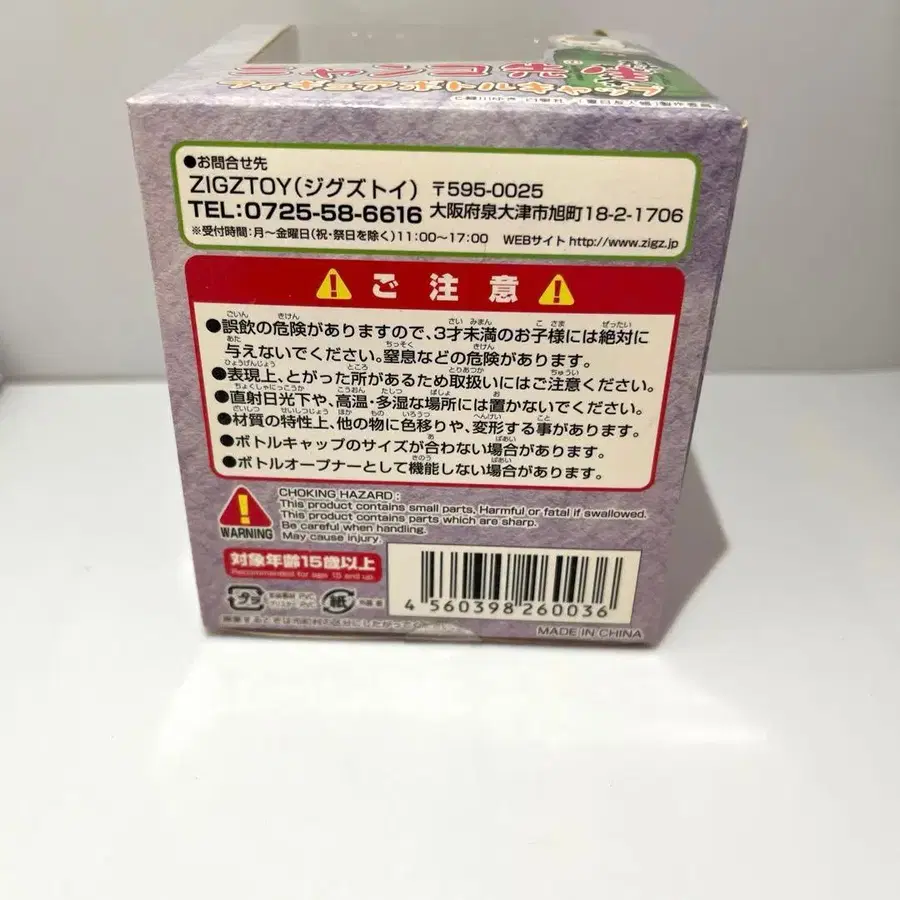 ニャンコ先生
フィギュアボトルキャップ
●お問合せ先
ZIGZTOY(ジグズトイ) 〒595-0025
TEL:0725-58-6616 大阪府泉大津市旭町18-2-1706
※受付時間:月～金曜日(祝・祭日を除く)11:00～17:00 WEBサイト http://www.zigz.jp
ご注意
●誤飲の危険がありますので、3才未満のお子様には絶対に
与えないでください。窒息などの危険があります。
●表現上、とがった所があるため取扱いにはご注意ください。
●直射日光下や、高温・多湿な場所には置かないでください。
●材質の特性上、他の物に色移りや、変形する事があります。
●ボトルキャップのサイズが合わない場合があります。
●ボトルオープナーとして機能しない場合があります。
WARNING
CHOKING HAZARD:
This product contains small parts. Harmful or fatal if swallowed.
This product contains parts which are sharp.
Be careful when handling.
May cause injury.
対象年齢15歳以上
Recommended for age 15 and up
プラ
紙
4 560398 260036
MADE IN CHINA